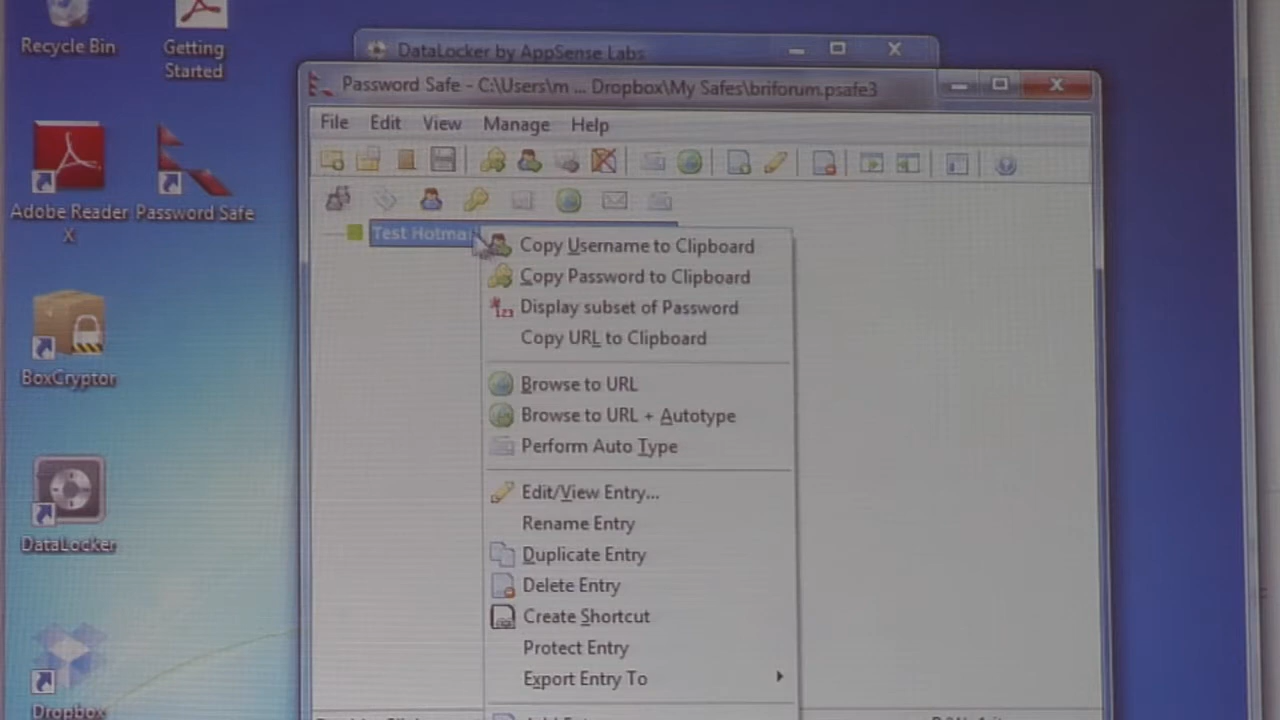 Recycle Bin
Getting
Started
Adobe Reader
X
Password Safe
BoxCryptor
DataLocker
Dropbox
DataLocker by AppSense Labs
Password Safe - C:\Users\m ... Dropbox\My Safes\briforum.psafe3
File Edit View Manage Help
Test Hotma
Copy Username to Clipboard
Copy Password to Clipboard
Display subset of Password
Copy URL to Clipboard
Browse to URL
Browse to URL + Autotype
Perform Auto Type
Edit/View Entry...
Rename Entry
Duplicate Entry
Delete Entry
Create Shortcut
Protect Entry
Export Entry To